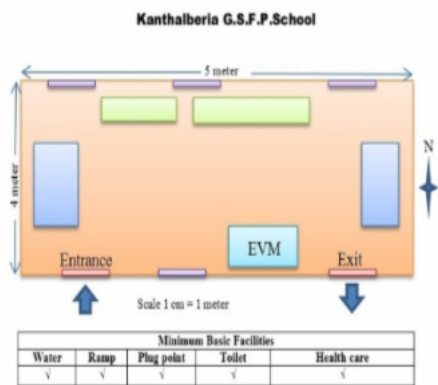 Kanthalberia G.S.F.P.School
5 meter
4 meter
N
EVM
Entrance
Exit
Scale 1 cm = 1 meter
Minimum Basic Facilities
Water Ramp Plug point Toilet Health care
√ √ √ √ √